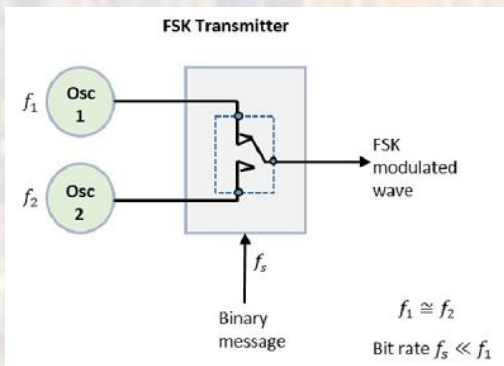 FSK Transmitter
f₁
Osc
1
f₂
Osc
2
FSK
modulated
wave
fₛ
Binary
message
f₁ ≅ f₂
Bit rate fₛ ≪ f₁